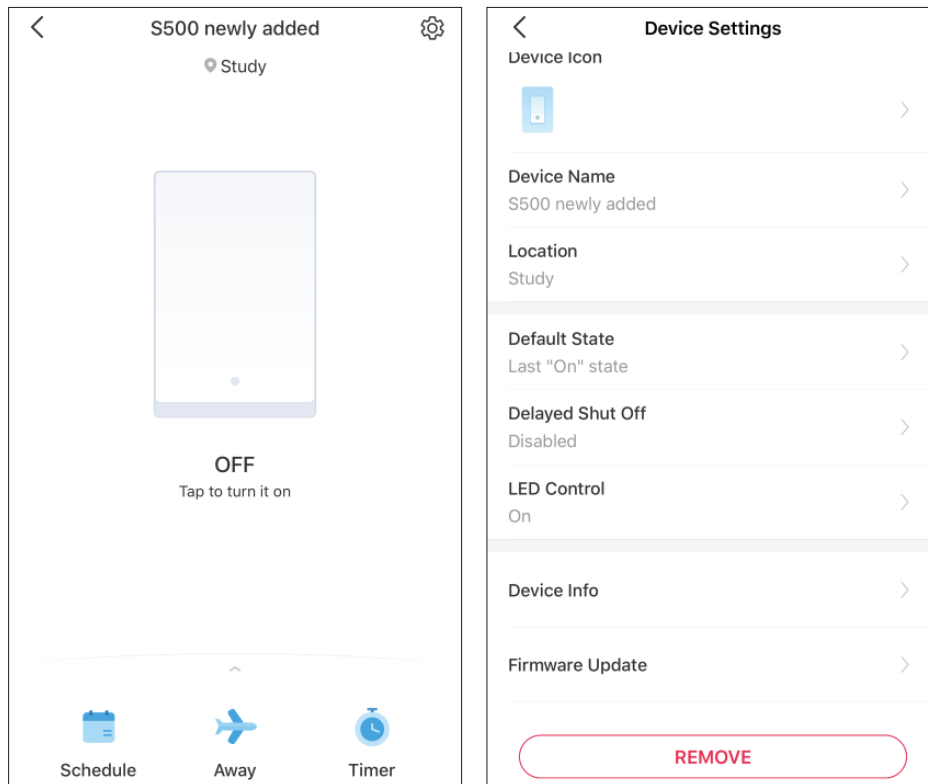 S500 newly added
Study
OFF
Tap to turn it on
Schedule
Away
Timer
Device Settings
Device Icon
Device Name
S500 newly added
Location
Study
Default State
Last "On" state
Delayed Shut Off
Disabled
LED Control
On
Device Info
Firmware Update
REMOVE